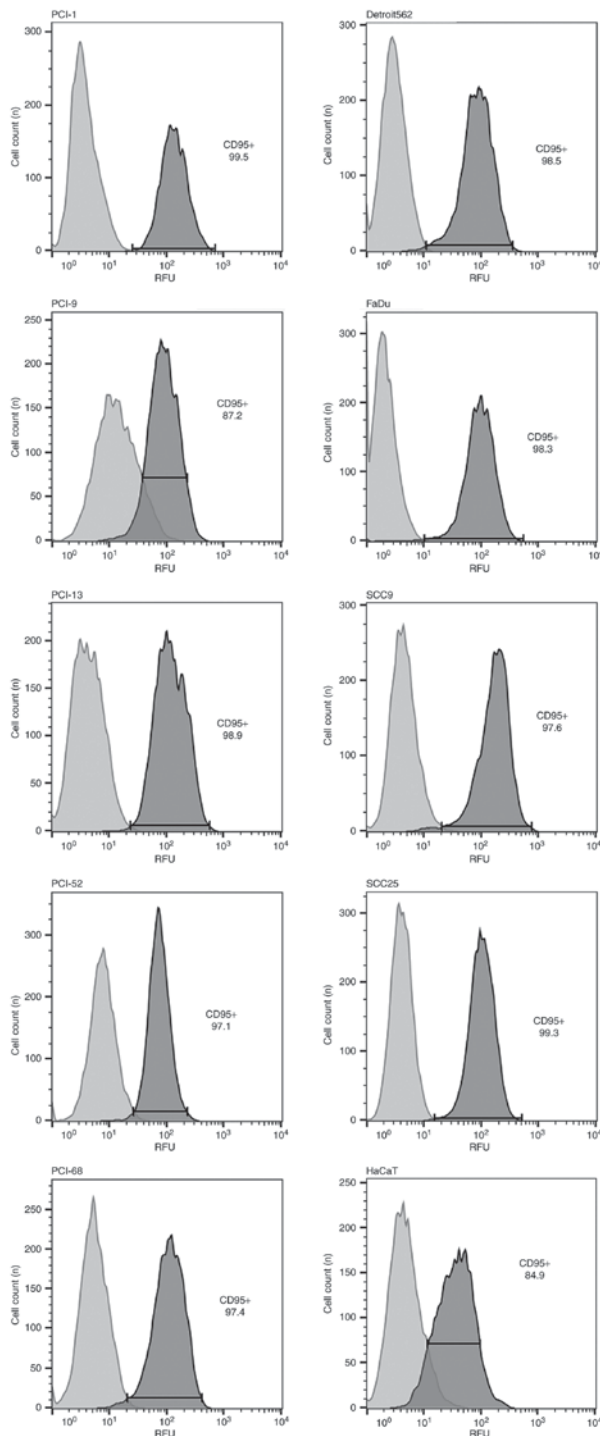 PCI-1
Cell count (n)
300
200
100
0
CD95+
99.5
10⁰ 10¹ 10² 10³ 10⁴
RFU
Detroit562
Cell count (n)
300
200
100
0
CD95+
98.5
10⁰ 10¹ 10² 10³ 10⁴
RFU
PCI-9
Cell count (n)
250
200
150
100
50
0
CD95+
87.2
10⁰ 10¹ 10² 10³ 10⁴
RFU
FaDu
Cell count (n)
300
200
100
0
CD95+
98.3
10⁰ 10¹ 10² 10³ 10⁴
RFU
PCI-13
Cell count (n)
200
150
100
50
0
CD95+
98.9
10⁰ 10¹ 10² 10³ 10⁴
RFU
SCC9
Cell count (n)
300
200
100
0
CD95+
97.6
10⁰ 10¹ 10² 10³ 10⁴
RFU
PCI-52
Cell count (n)
300
200
100
0
CD95+
97.1
10⁰ 10¹ 10² 10³ 10⁴
RFU
SCC25
Cell count (n)
300
200
100
0
CD95+
99.3
10⁰ 10¹ 10² 10³ 10⁴
RFU
PCI-68
Cell count (n)
250
200
150
100
50
0
CD95+
97.4
10⁰ 10¹ 10² 10³ 10⁴
RFU
HaCaT
Cell count (n)
250
200
150
100
50
0
CD95+
84.9
10⁰ 10¹ 10² 10³ 10⁴
RFU